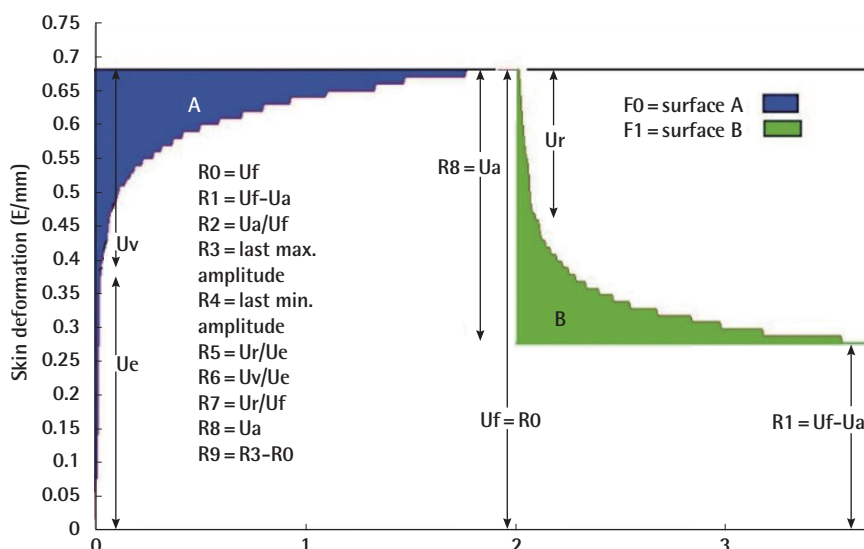 0.75
0.7
0.65
0.6
0.55
0.5
0.45
0.4
0.35
0.3
0.25
0.2
0.15
0.1
0.05
0
Skin deformation (E/mm)
A
Uv
Ue
R0 = Uf
R1 = Uf-Ua
R2 = Ua/Uf
R3 = last max.
amplitude
R4 = last min.
amplitude
R5 = Ur/Ue
R6 = Uv/Ue
R7 = Ur/Uf
R8 = Ua
R9 = R3-R0
R8 = Ua
Uf = R0
Ur
B
F0 = surface A
F1 = surface B
R1 = Uf-Ua
0
1
2
3